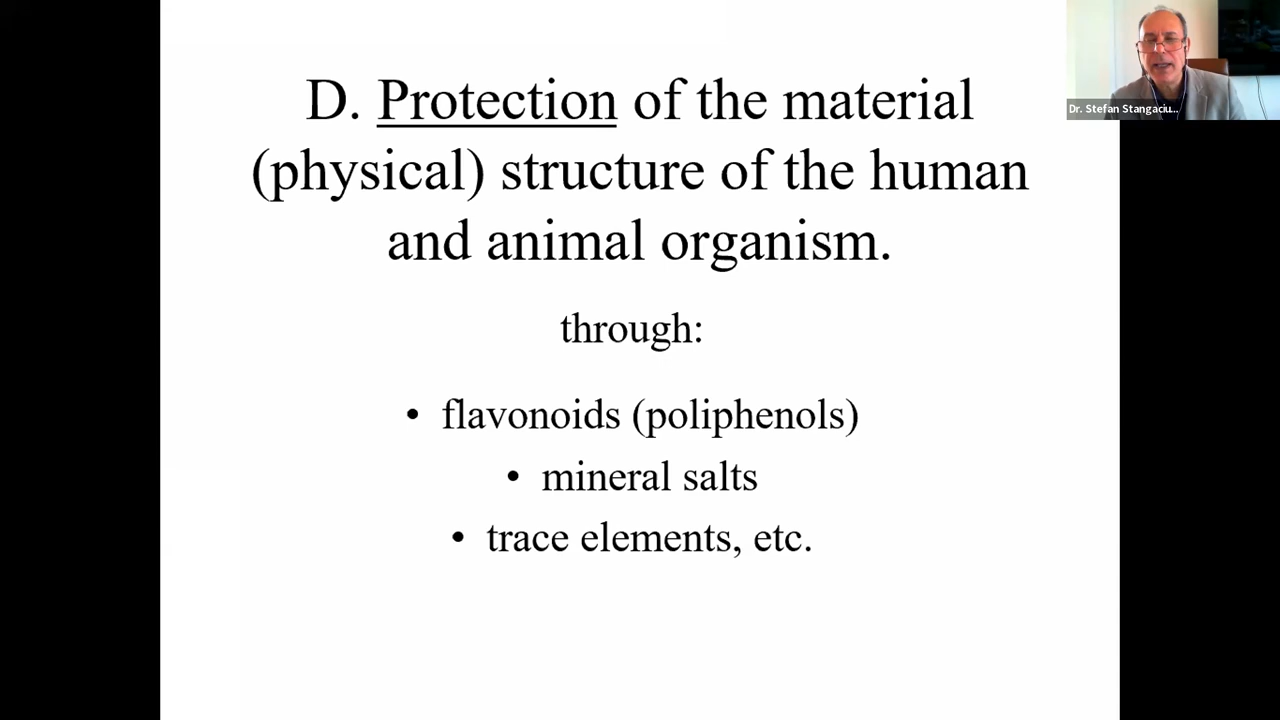 D. Protection of the material
(physical) structure of the human
and animal organism.
through:
• flavonoids (poliphenols)
• mineral salts
• trace elements, etc.
Dr. Stefan Stangaciu...